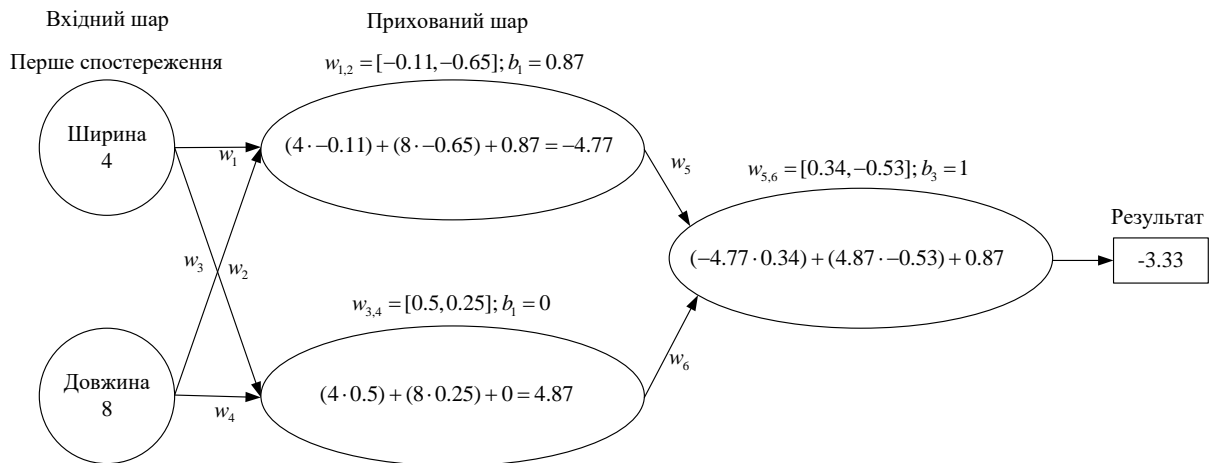 Вхідний шар
Прихований шар
Перше спостереження
w₁,₂ = [−0.11, −0.65]; b₁ = 0.87
Ширина
4
(4 · −0.11) + (8 · −0.65) + 0.87 = −4.77
w₁
w₅
w₅,₆ = [0.34, −0.53]; b₃ = 1
Результат
w₃
w₂
(−4.77 · 0.34) + (4.87 · −0.53) + 0.87
-3.33
w₃,₄ = [0.5, 0.25]; b₁ = 0
w₆
Довжина
8
(4 · 0.5) + (8 · 0.25) + 0 = 4.87
w₄